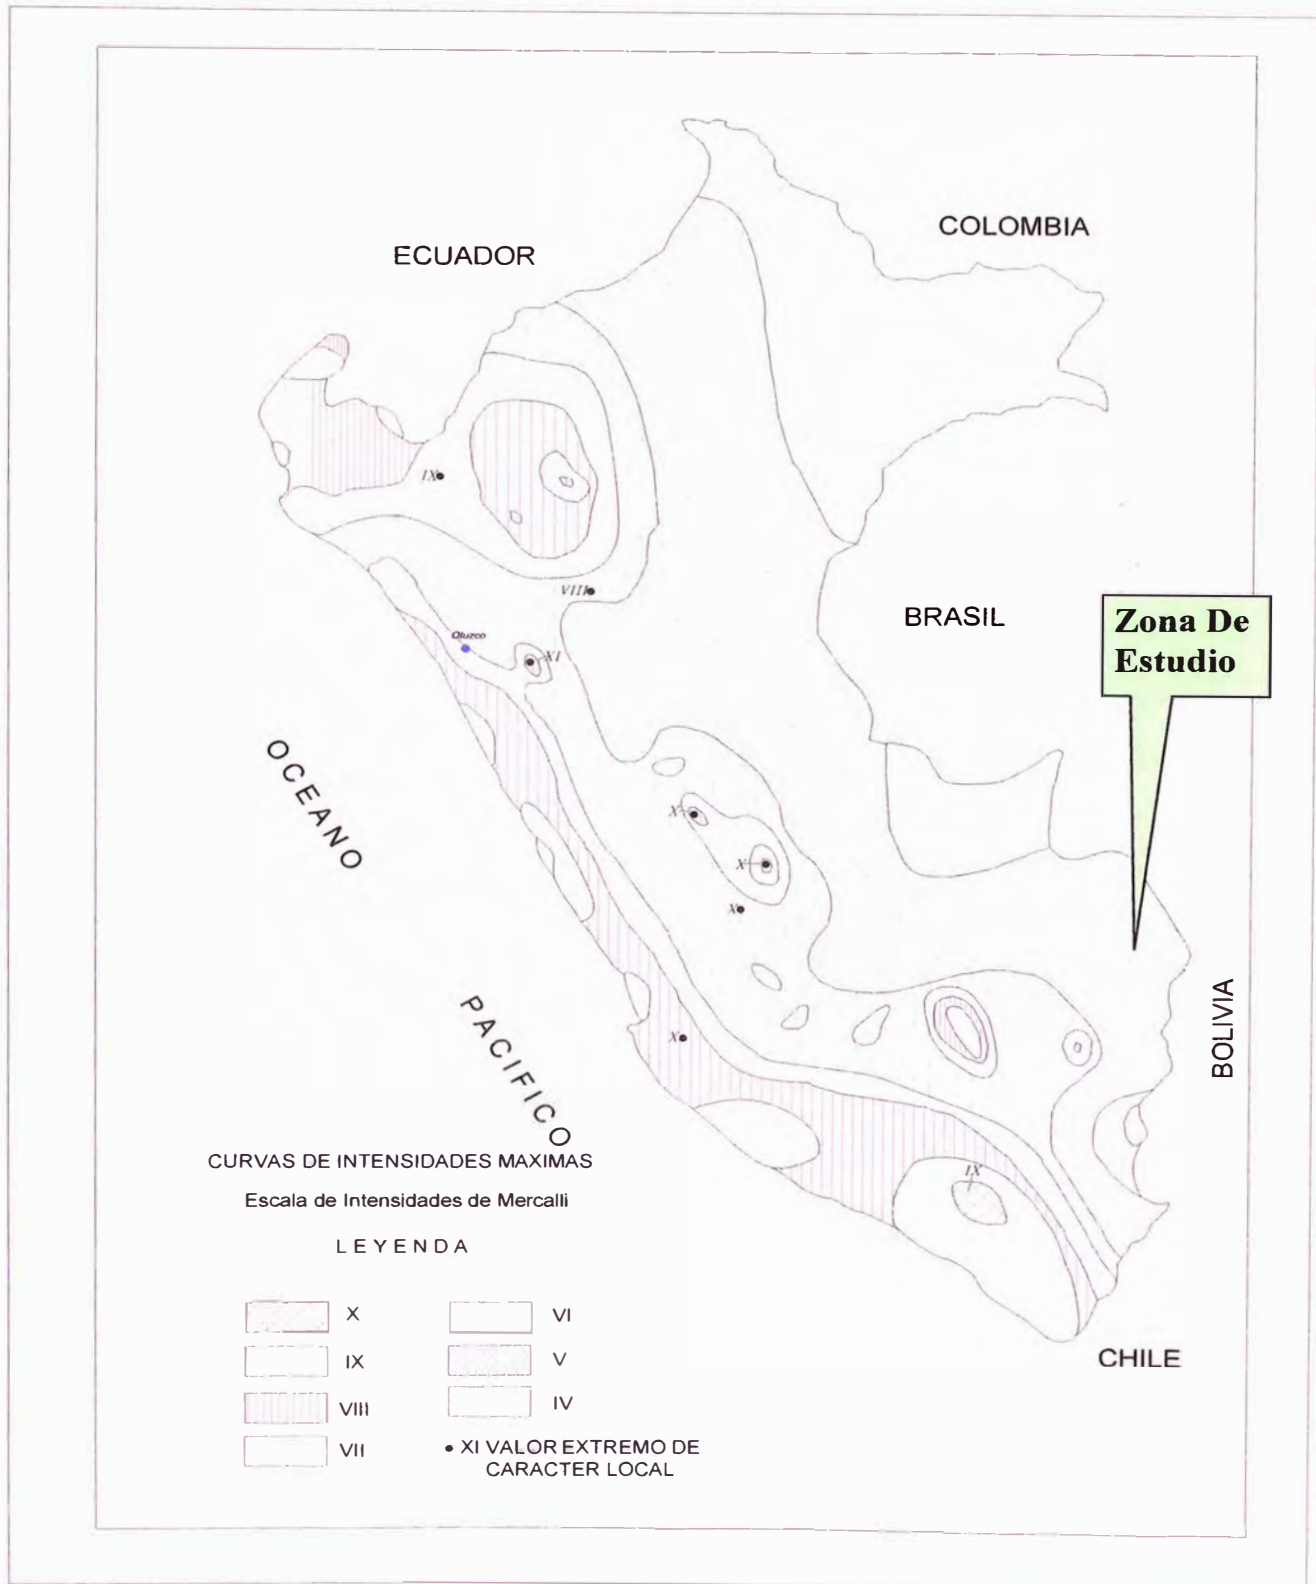 COLOMBIA
ECUADOR
IX
VIII
BRASIL
Zona De
Estudio
Otuzco
XI
OCEANO
X
X
X
PACIFICO
X
BOLIVIA
CURVAS DE INTENSIDADES MAXIMAS
Escala de Intensidades de Mercalli
IX
LEYENDA
X
VI
IX
V
VIII
IV
VII
• XI VALOR EXTREMO DE
CARACTER LOCAL
CHILE